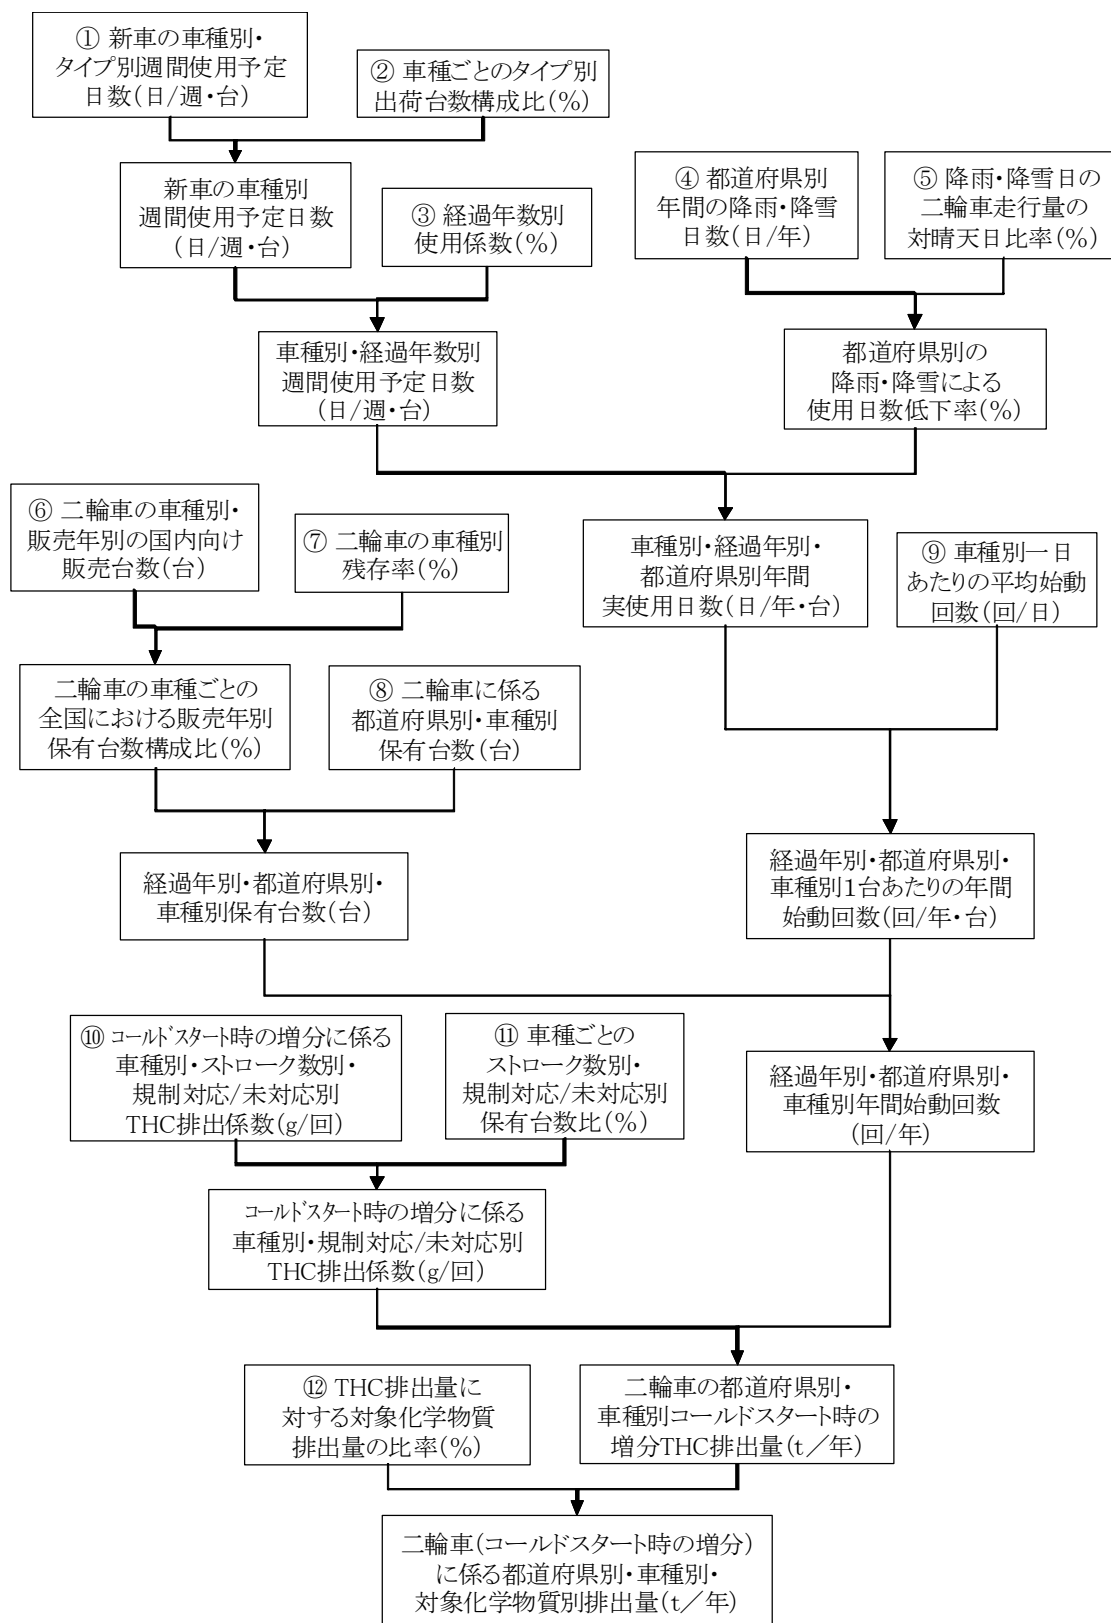 ① 新車の車種別・
タイプ別週間使用予定
日数(日/週・台)
② 車種ごとのタイプ別
出荷台数構成比(%)
新車の車種別
週間使用予定日数
(日/週・台)
③ 経過年数別
使用係数(%)
④ 都道府県別
年間の降雨・降雪
日数(日/年)
⑤ 降雨・降雪日の
二輪車走行量の
対晴天日比率(%)
車種別・経過年数別
週間使用予定日数
(日/週・台)
都道府県別の
降雨・降雪による
使用日数低下率(%)
⑥ 二輪車の車種別・
販売年別の国内向け
販売台数(台)
⑦ 二輪車の車種別
残存率(%)
車種別・経過年別・
都道府県別年間
実使用日数(日/年・台)
⑨ 車種別一日
あたりの平均始動
回数(回/日)
二輪車の車種ごとの
全国における販売年別
保有台数構成比(%)
⑧ 二輪車に係る
都道府県別・車種別
保有台数(台)
経過年別・都道府県別・
車種別保有台数(台)
経過年別・都道府県別・
車種別1台あたりの年間
始動回数(回/年・台)
⑩ コールドスタート時の増分に係る
車種別・ストローク数別・
規制対応/未対応別
THC排出係数(g/回)
⑪ 車種ごとの
ストローク数別・
規制対応/未対応別
保有台数比(%)
経過年別・都道府県別・
車種別年間始動回数
(回/年)
コールドスタート時の増分に係る
車種別・規制対応/未対応別
THC排出係数(g/回)
⑫ THC排出量に
対する対象化学物質
排出量の比率(%)
二輪車の都道府県別・
車種別コールドスタート時の
増分THC排出量(t/年)
二輪車(コールドスタート時の増分)
に係る都道府県別・車種別・
対象化学物質別排出量(t/年)